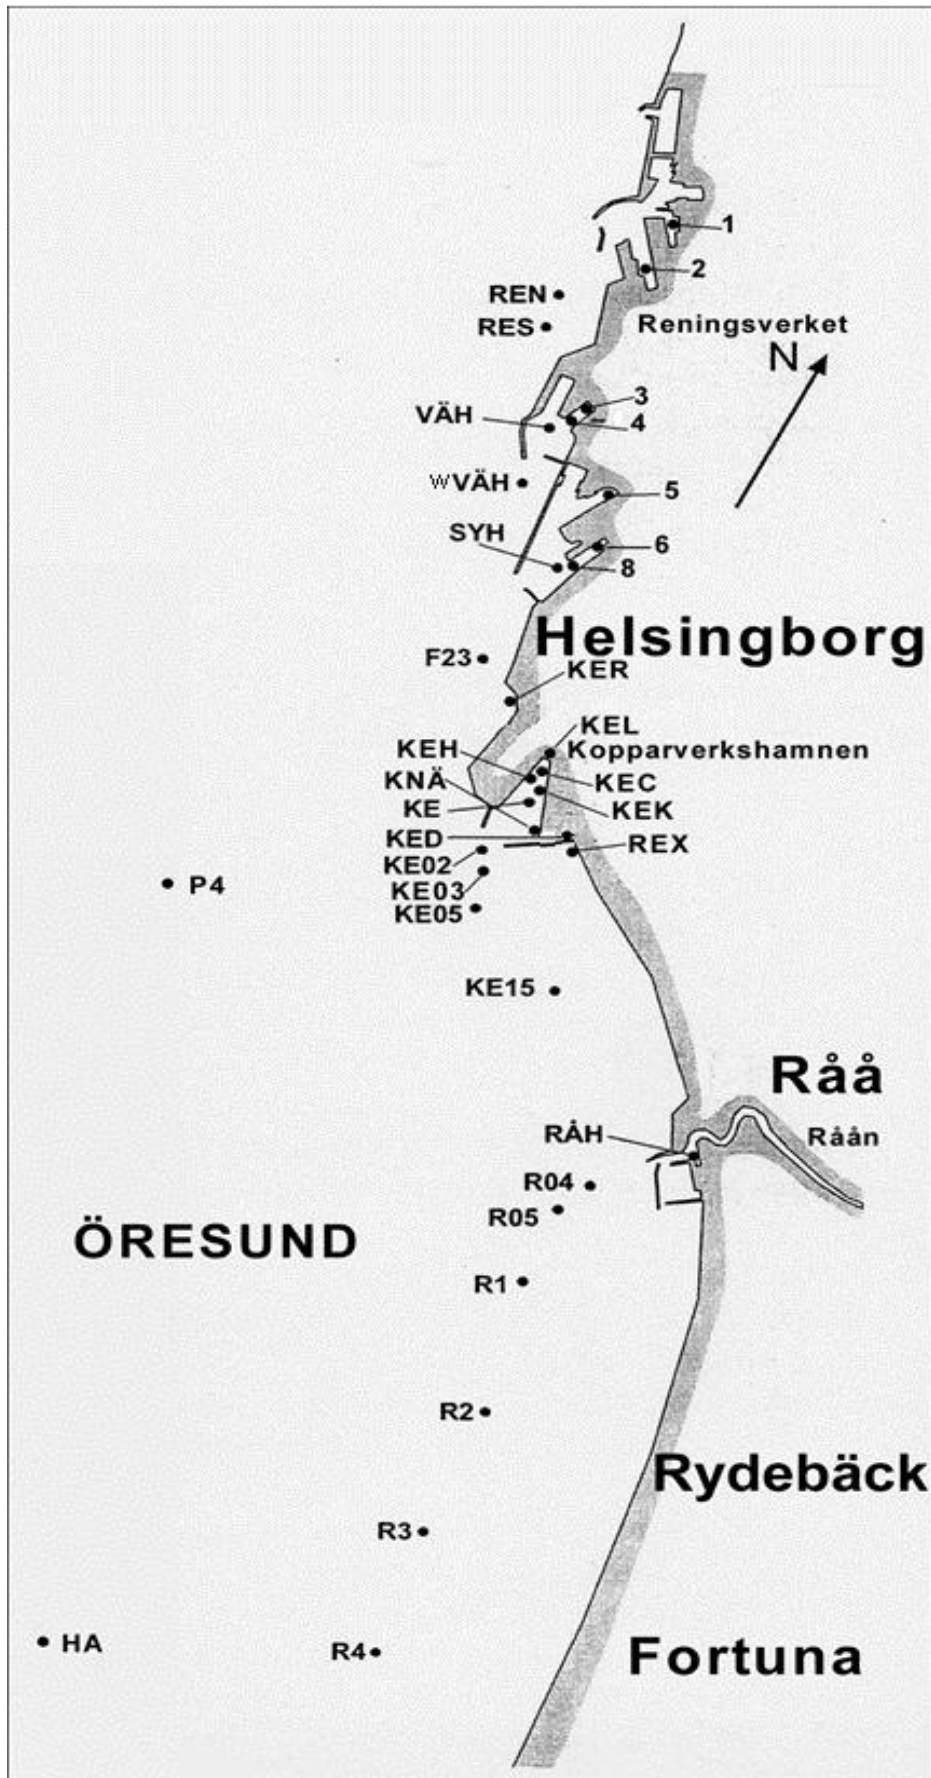 1
2
REN
RES
Reningsverket
N
3
VÄH
4
wVÄH
5
SYH
6
8
Helsingborg
F23
KER
KEL
KEH
Kopparverkshamnen
KNÄ
KEC
KE
KEK
KED
REX
KE02
P4
KE03
KE05
KE15
Råå
RÅH
Råån
R04
R05
ÖRESUND
R1
R2
Rydebäck
R3
HA
R4
Fortuna